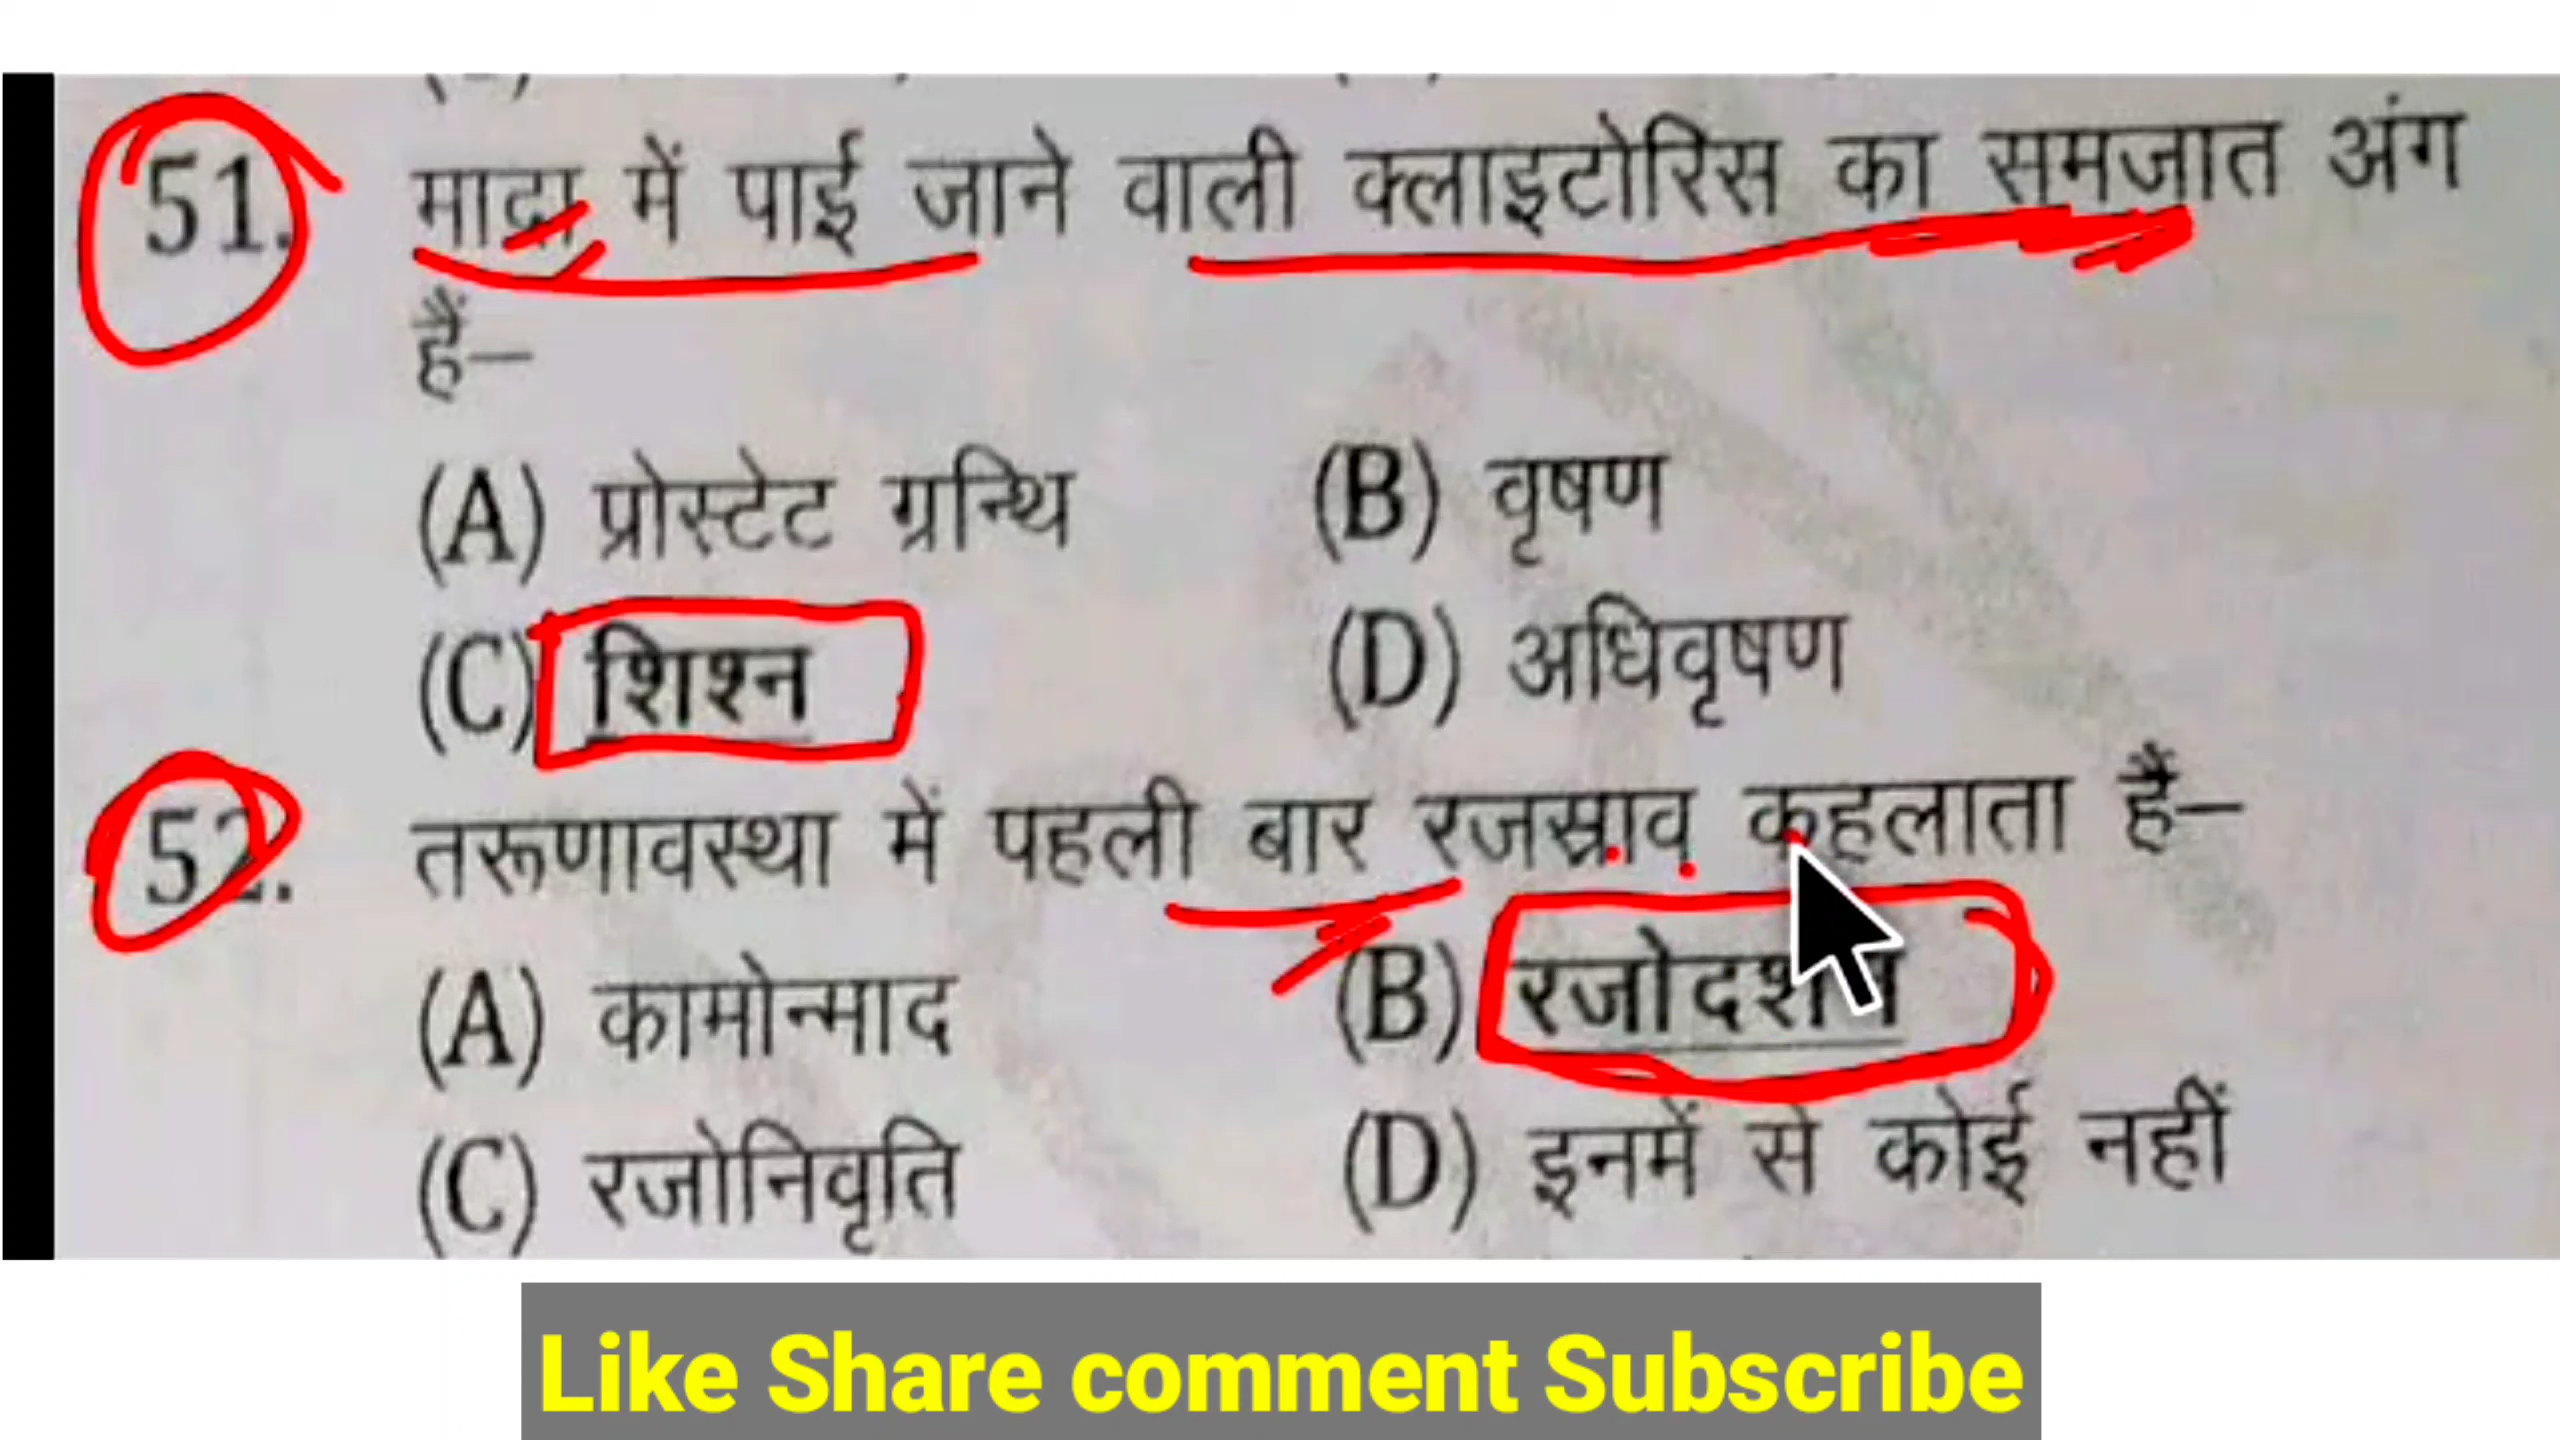 51. मादा में पाई जाने वाली क्लाइटोरिस का समजात अंग
हैं–
(A) प्रोस्टेट ग्रन्थि (B) वृषण
(C) शिश्न (D) अधिवृषण
52. तरूणावस्था में पहली बार रजस्राव कहलाता है–
(A) कामोन्माद (B) रजोदर्शन
(C) रजोनिवृति (D) इनमें से कोई नहीं
Like Share comment Subscribe